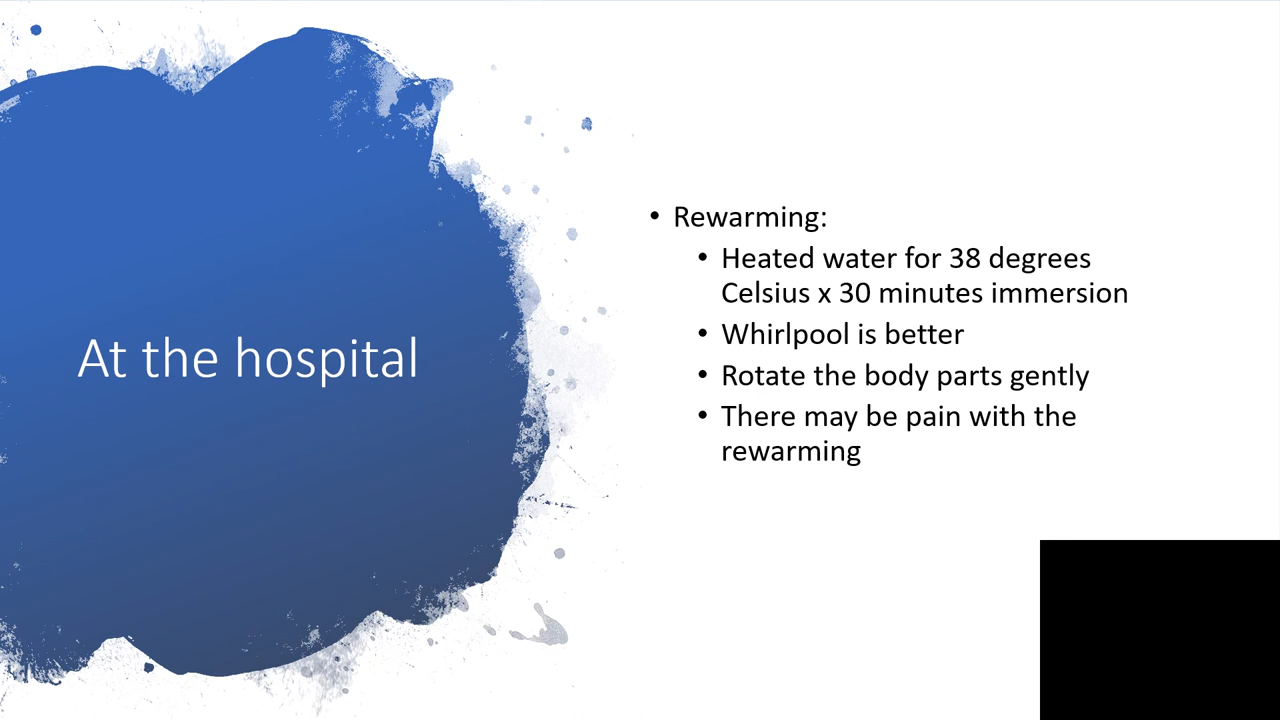 At the hospital
• Rewarming:
• Heated water for 38 degrees
Celsius x 30 minutes immersion
• Whirlpool is better
• Rotate the body parts gently
• There may be pain with the
rewarming